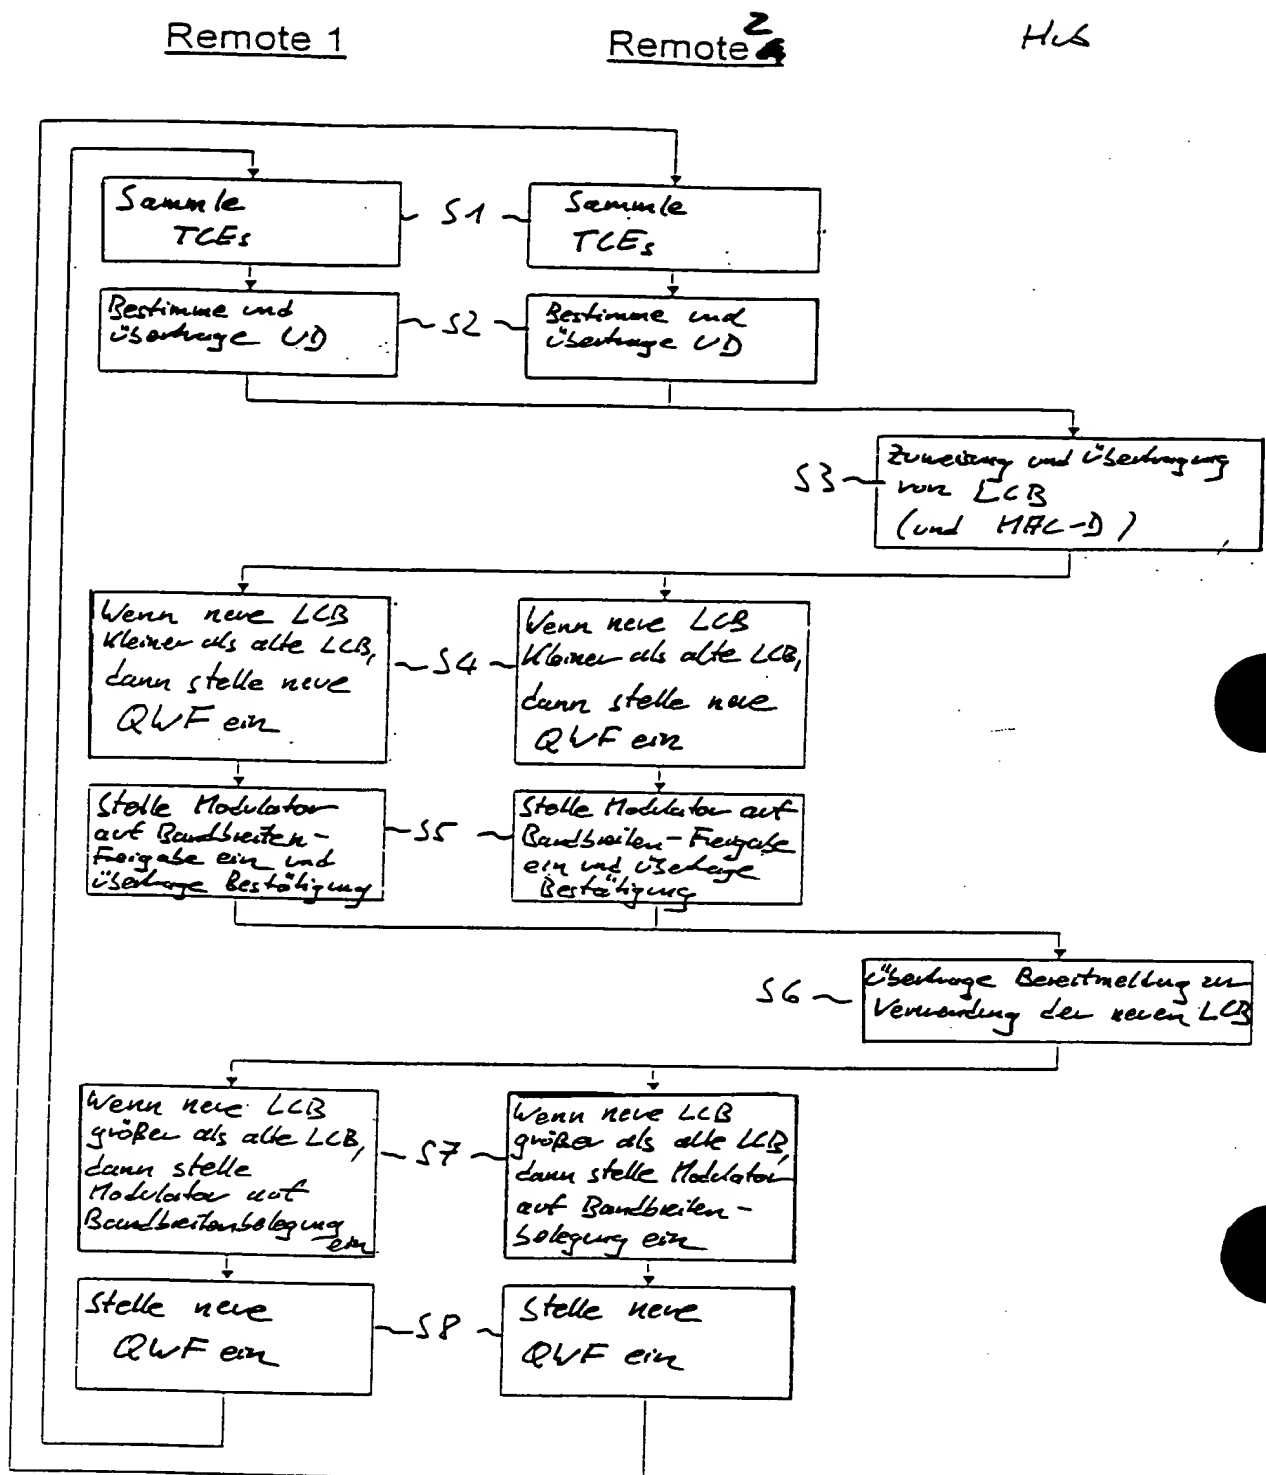 Remote 1
Remote 2
Hub
Sammle
TCEs
S1
Sammle
TCEs
Bestimme und
übertrage UD
S2
Bestimme und
übertrage UD
S3
Zuweisung und Übertragung
von LCB
(und MAC-D)
Wenn neue LCB
kleiner als alte LCB,
dann stelle neue
QWF ein
S4
Wenn neue LCB
kleiner als alte LCB,
dann stelle neue
QWF ein
Stelle Modulator
auf Bandbreiten-
Freigabe ein und
übertrage Bestätigung
S5
Stelle Modulator auf
Bandbreiten-Freigabe
ein und übertrage
Bestätigung
S6
Übertrage Bereitmeldung zur
Verwendung der neuen LCB
Wenn neue LCB
größer als alte LCB,
dann stelle
Modulator auf
Bandbreitenbelegung
ein
S7
Wenn neue LCB
größer als alte LCB,
dann stelle Modulator
auf Bandbreiten-
belegung ein
Stelle neue
QWF ein
S8
Stelle neue
QWF ein